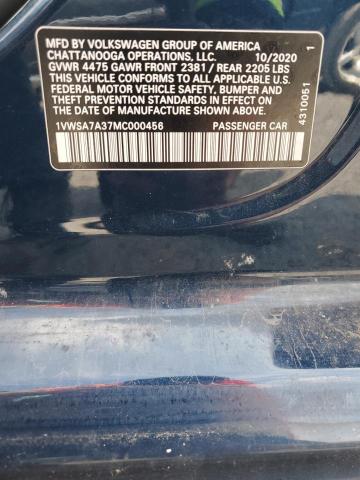 MFD BY VOLKSWAGEN GROUP OF AMERICA
CHATTANOOGA OPERATIONS, LLC. 10/2020 1
GVWR 4475 GAWR FRONT 2381 / REAR 2205 LBS
THIS VEHICLE CONFORMS TO ALL APPLICABLE U.S.
FEDERAL MOTOR VEHICLE SAFETY, BUMPER AND
THEFT PREVENTION STANDARDS IN EFFECT ON
THE DATE OF MANUFACTURE SHOWN ABOVE.
1VWSA7A37MC000456 PASSENGER CAR
4310051